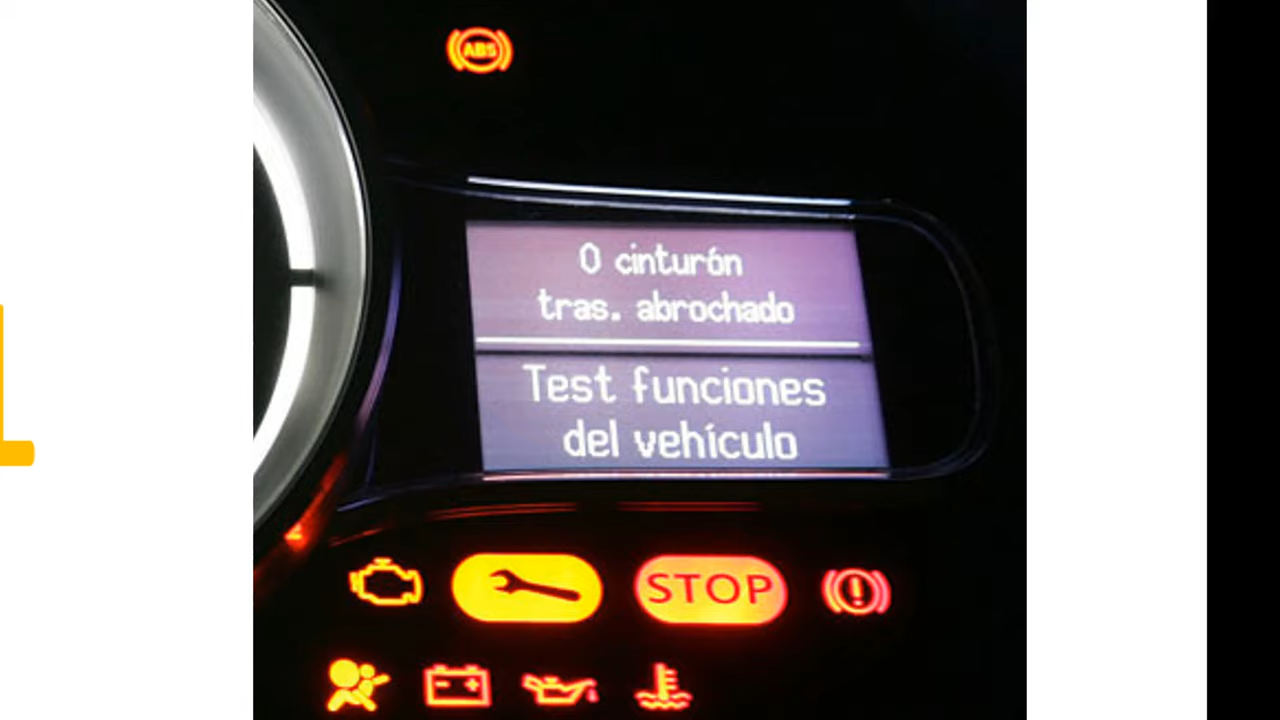 ABS
0 cinturón
tras. abrochado
Test funciones
del vehículo
STOP